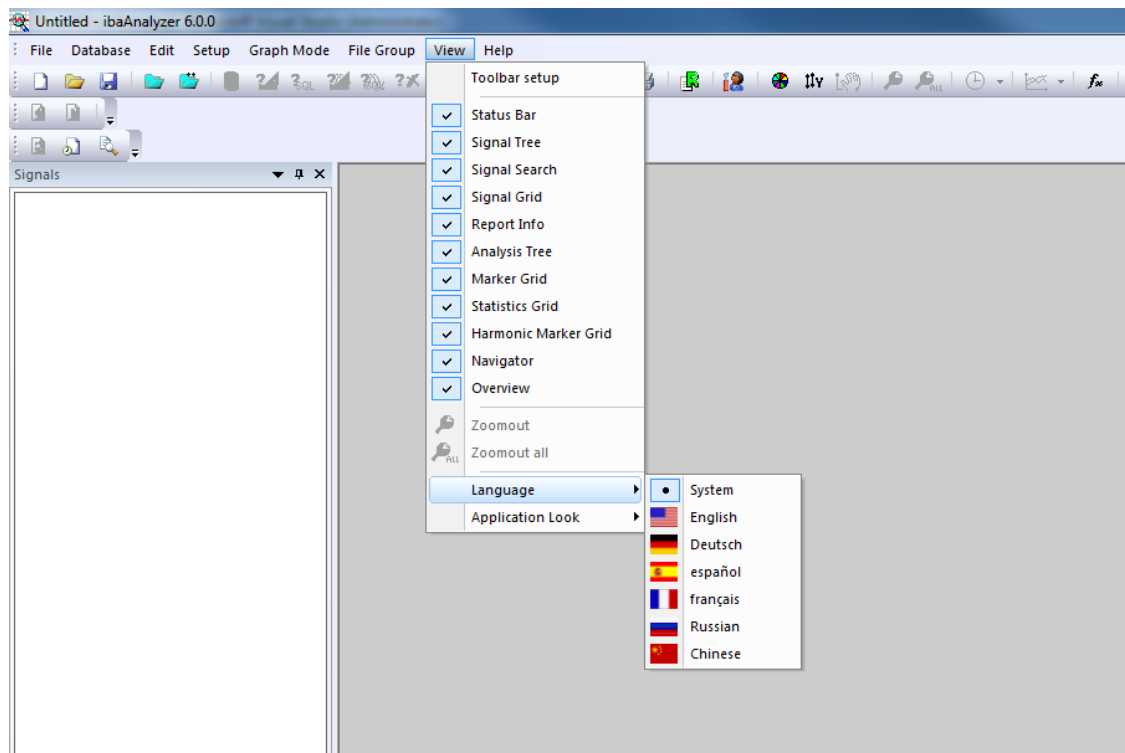 Untitled - ibaAnalyzer 6.0.0
File Database Edit Setup Graph Mode File Group View Help
Toolbar setup
Signals
Status Bar
Signal Tree
Signal Search
Signal Grid
Report Info
Analysis Tree
Marker Grid
Statistics Grid
Harmonic Marker Grid
Navigator
Overview
Zoomout
ALL Zoomout all
Language
Application Look
System
English
Deutsch
español
français
Russian
Chinese